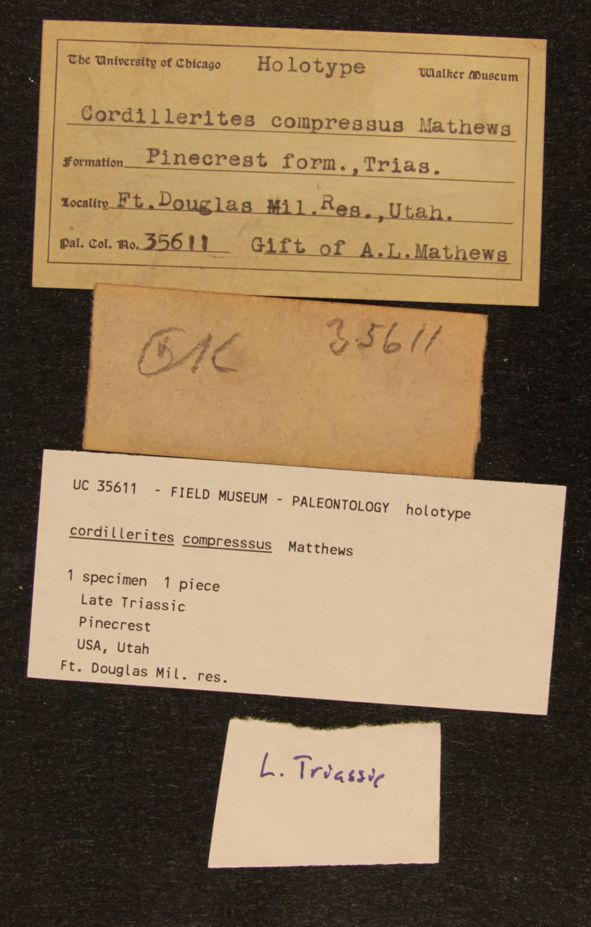 The University of Chicago Holotype Walker Museum
Cordillerites compressus Mathews
Formation Pinecrest form., Trias.
Locality Ft. Douglas Mil. Res., Utah.
Pal. Col. No. 35611 Gift of A.L. Mathews
OK 35611
UC 35611 - FIELD MUSEUM - PALEONTOLOGY holotype
cordillerites compresssus Matthews
1 specimen 1 piece
Late Triassic
Pinecrest
USA, Utah
Ft. Douglas Mil. res.
L. Triassic